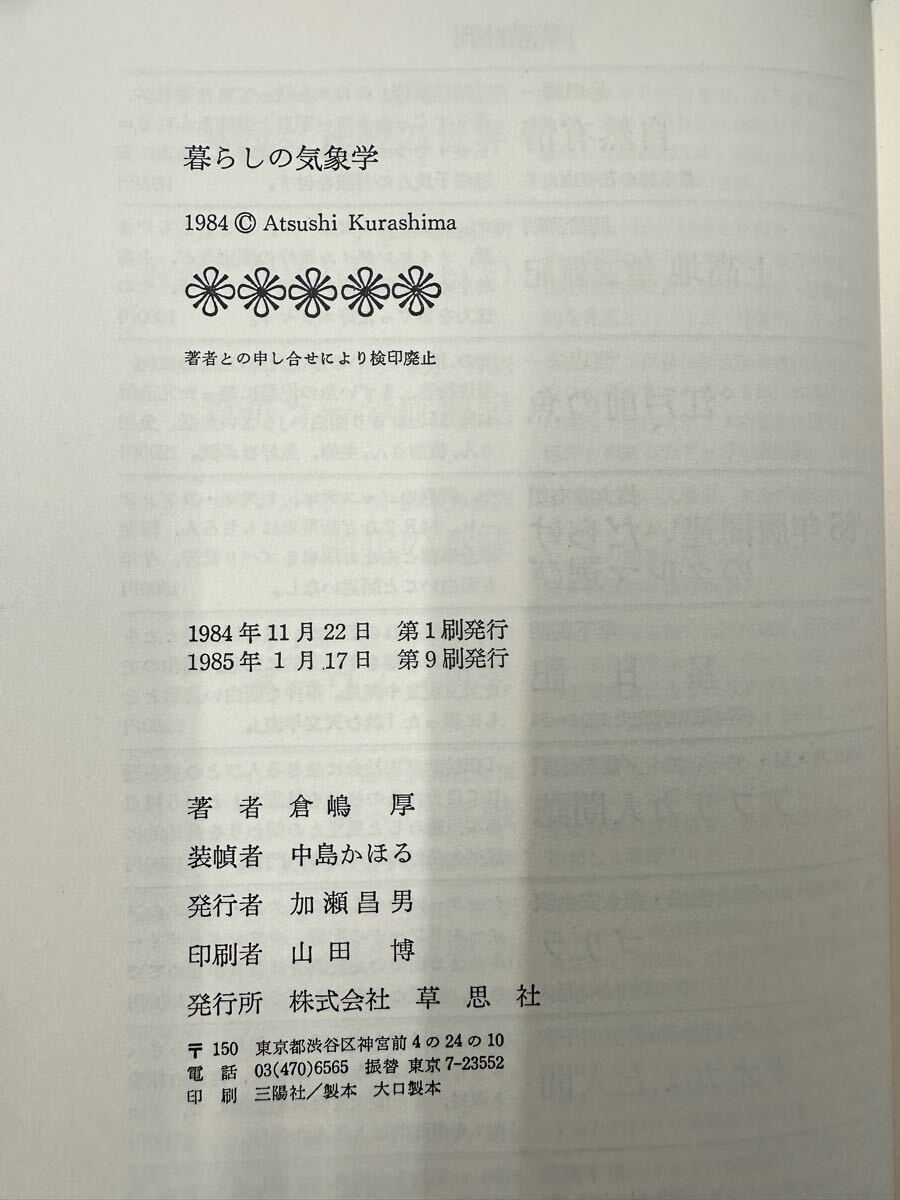 暮らしの気象学
1984 © Atsushi Kurashima
著者との申し合せにより検印廃止
1984年11月22日 第1刷発行
1985年 1月17日 第9刷発行
著者 倉嶋 厚
装幀者 中島かほる
発行者 加瀬昌男
印刷者 山田 博
発行所 株式会社 草思社
〒150 東京都渋谷区神宮前4の24の10
電話 03(470)6565 振替 東京7-23552
印刷 三陽社/製本 大口製本